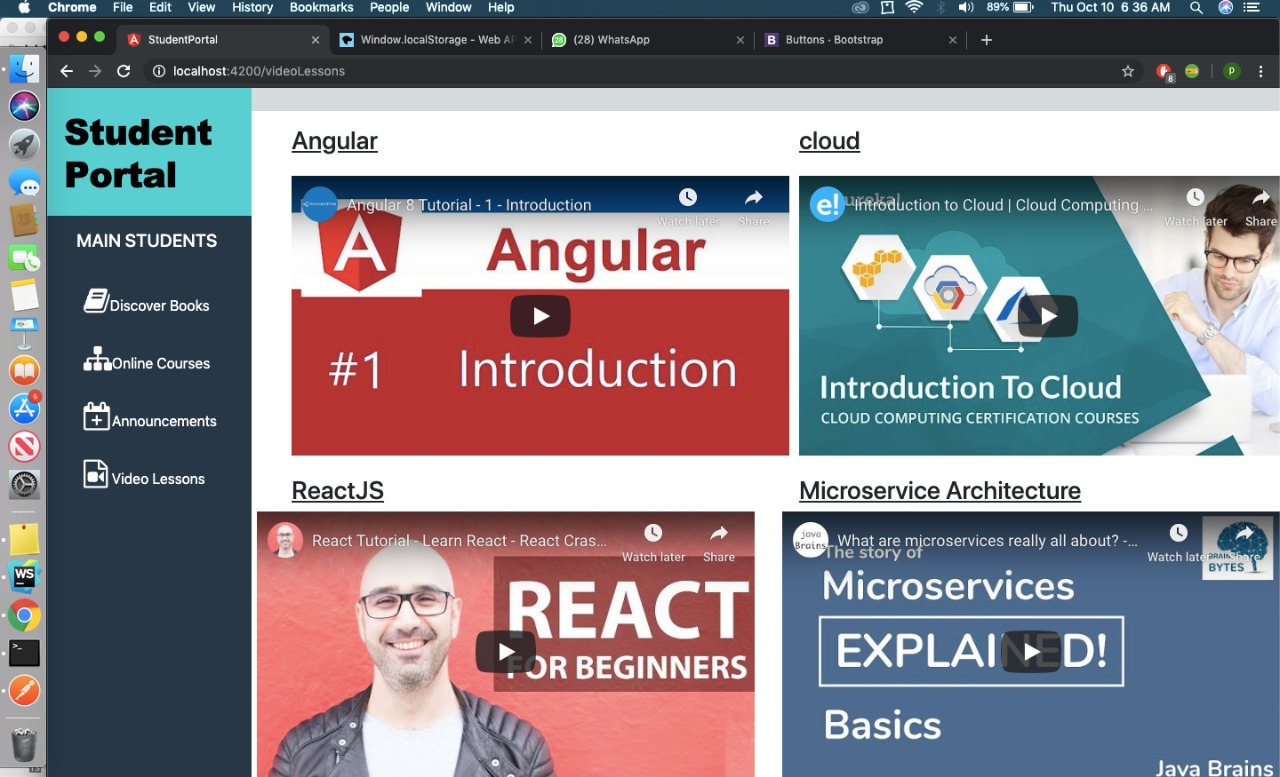 Chrome File Edit View History Bookmarks People Window Help 89% Thu Oct 10 6 36 AM
StudentPortal
Window.localStorage - Web AP
(28) WhatsApp
Buttons · Bootstrap
localhost:4200/videoLessons
8
p
Student
Portal
MAIN STUDENTS
Discover Books
Online Courses
Announcements
Video Lessons
Angular
Angular 8 Tutorial - 1 - Introduction
Watch later
Share
Angular
#1 Introduction
cloud
e!
Introduction to Cloud | Cloud Computing ...
Watch later
Share
Introduction To Cloud
CLOUD COMPUTING CERTIFICATION COURSES
ReactJS
React Tutorial - Learn React - React Cras...
Watch later
Share
REACT
FOR BEGINNERS
Microservice Architecture
java
Brains
What are microservices really all about? -...
Watch later
Share
The story of
Microservices
EXPLAINED!
Basics
BRAIN
BYTES
Java Brains
WS
6